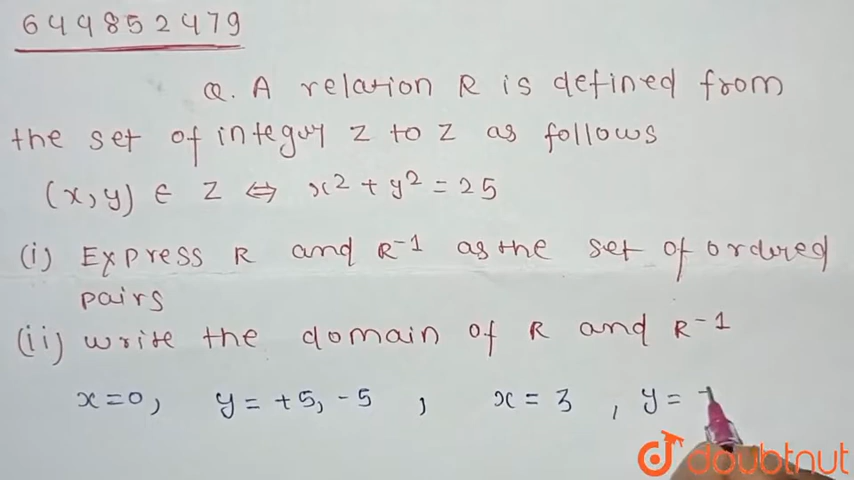 644852479
Q. A relation R is defined from
the set of integer Z to Z as follows
(x,y) ∈ Z ⇔ x² + y² = 25
(i) Express R and R⁻¹ as the set of ordered
pairs
(ii) write the domain of R and R⁻¹
x=0, y = +5, -5 , x = 3 , y =
doubtnut